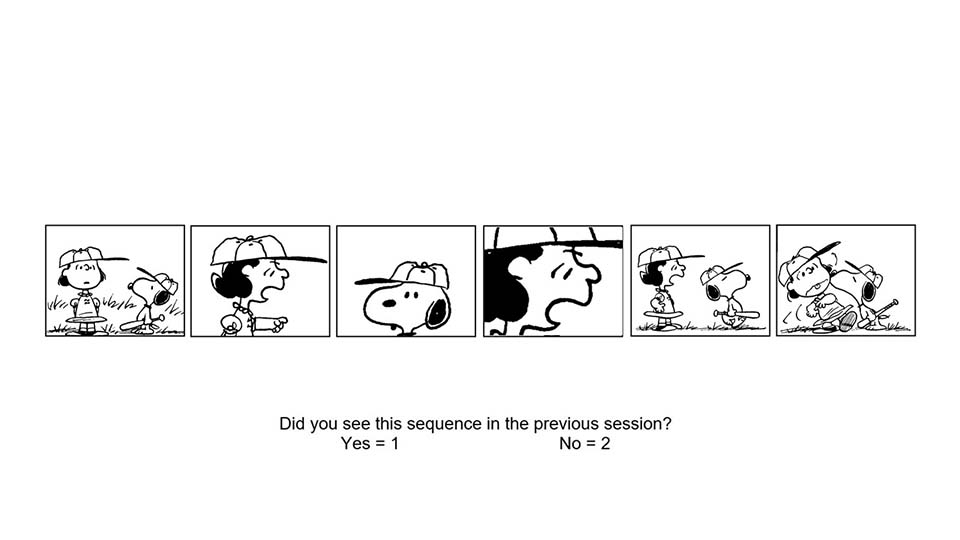 Did you see this sequence in the previous session?
Yes = 1 No = 2